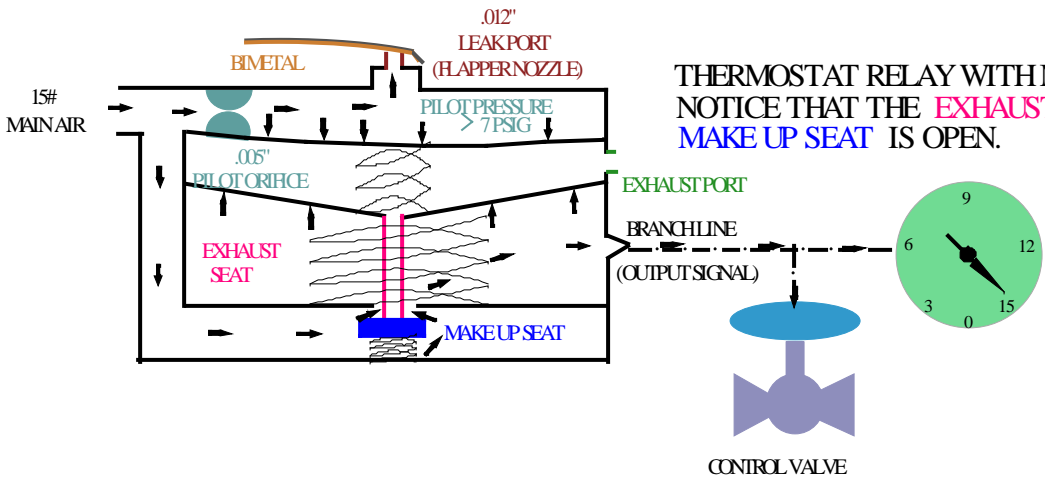 .012"
LEAK PORT
(FLAPPER NOZZLE)
BIMETAL
15#
MAIN AIR
PILOT PRESSURE
> 7 PSIG
THERMOSTAT RELAY WITH
NOTICE THAT THE EXHAUST
MAKE UP SEAT IS OPEN.
.005"
PILOT ORIFICE
EXHAUST PORT
EXHAUST
SEAT
BRANCH LINE
(OUTPUT SIGNAL)
MAKE UP SEAT
9
6
12
3
15
0
CONTROL VALVE